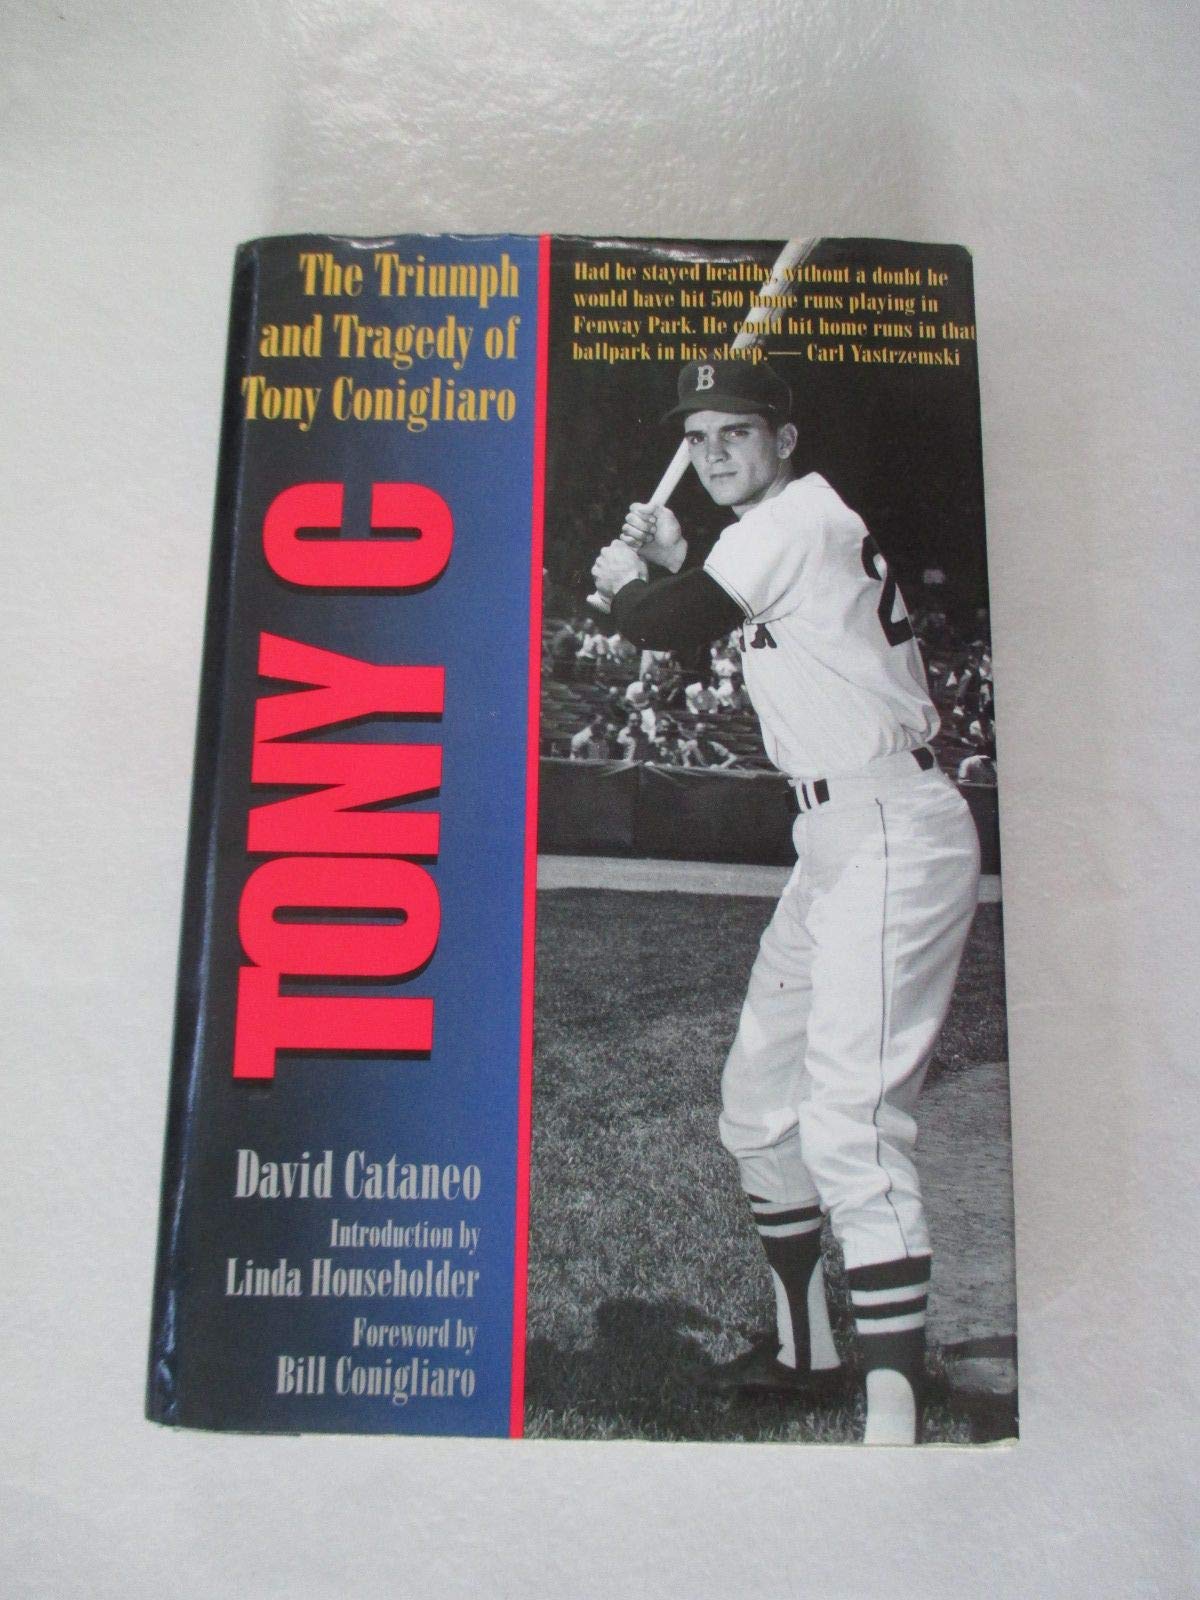 The Triumph
and Tragedy of
Tony Conigliaro
TONY C
David Cataneo
Introduction by
Linda Householder
Foreword by
Bill Conigliaro
Had he stayed healthy, without a doubt he
would have hit 500 home runs playing in
Fenway Park. He could hit home runs in that
ballpark in his sleep.— Carl Yastrzemski
B
2